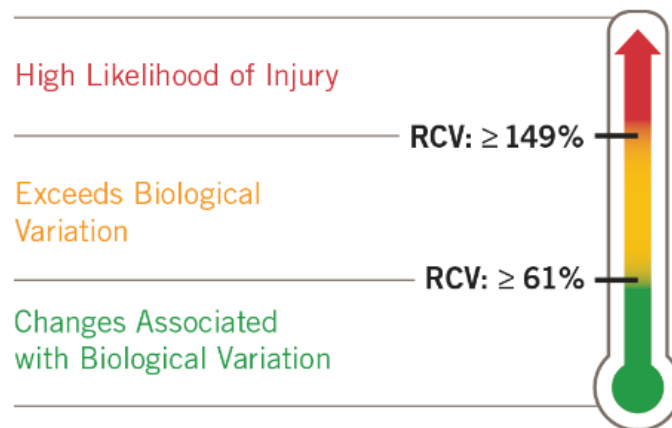 High Likelihood of Injury
RCV: ≥ 149%
Exceeds Biological
Variation
RCV: ≥ 61%
Changes Associated
with Biological Variation